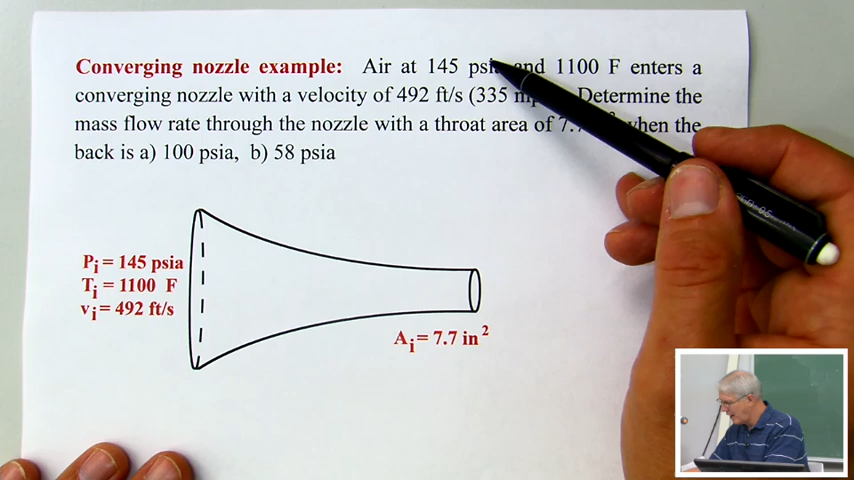 Converging nozzle example: Air at 145 and 1100 F enters a
converging nozzle with a velocity of 492 ft/s (335 Determine the
mass flow rate through the nozzle with a throat area of when the
back is a) 100 psia, b) 58 psia
Pi = 145 psia
Ti = 1100 F
vi = 492 ft/s
Ai = 7.7 in²